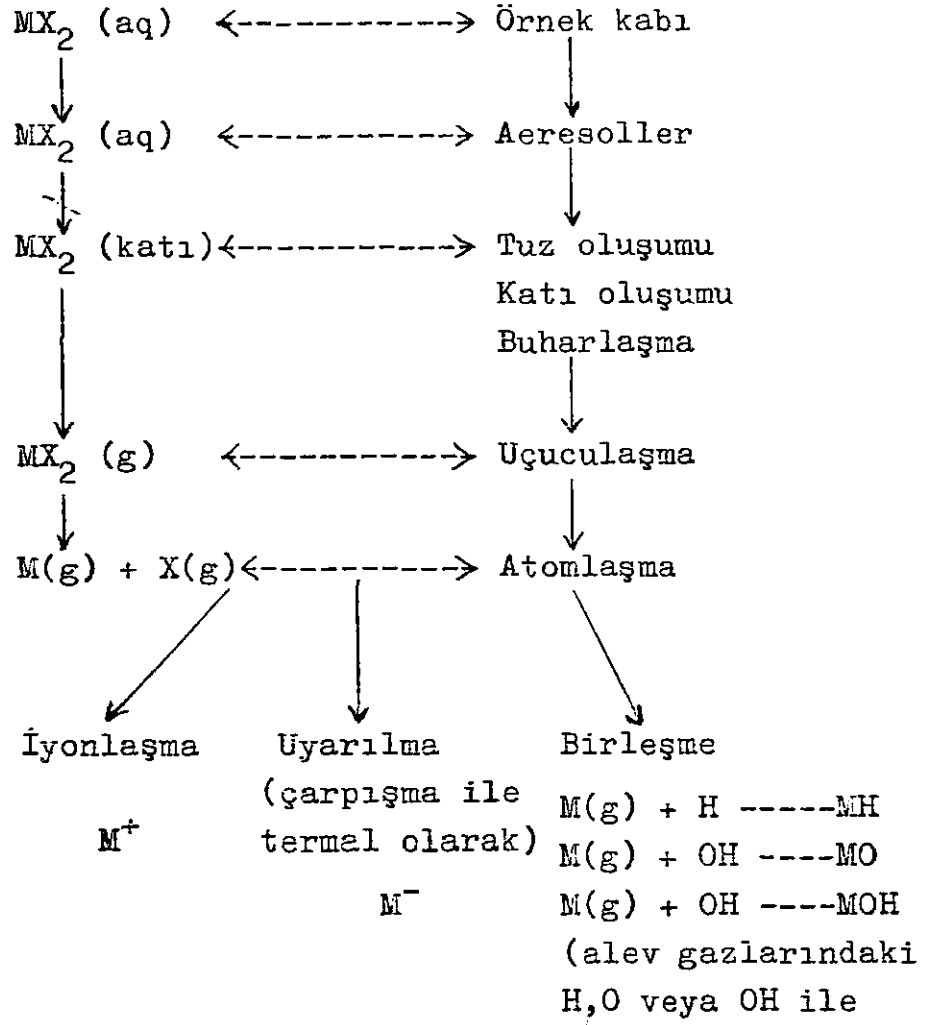 MX₂ (aq) <-----------> Örnek kabı
MX₂ (aq) <-----------> Aeresoller
MX₂ (katı)<-----------> Tuz oluşumu
Katı oluşumu
Buharlaşma
MX₂ (g) <-----------> Uçuculaşma
M(g) + X(g)<-----------> Atomlaşma
İyonlaşma Uyarılma Birleşme
(çarpışma ile
termal olarak)
M⁺
M⁻
M(g) + H -----MH
M(g) + OH ----MO
M(g) + OH ----MOH
(alev gazlarındaki
H,O veya OH ile